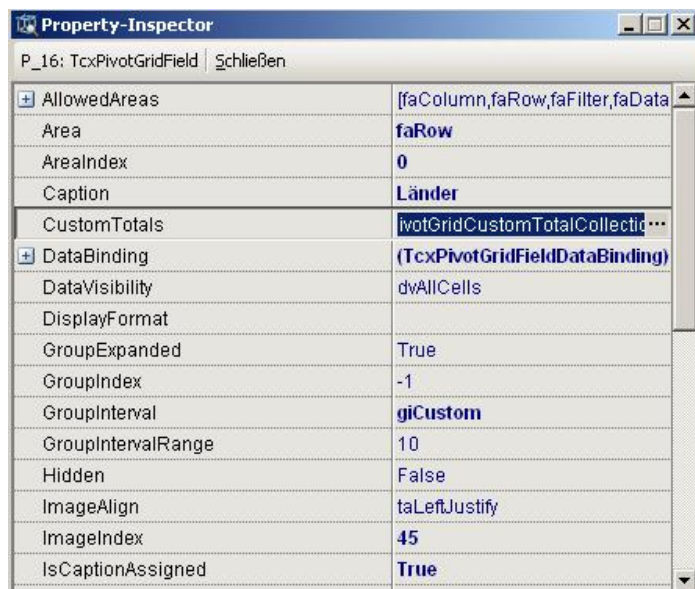 Property-Inspector
P_16: TcxPivotGridField Schließen
AllowedAreas [faColumn,faRow,faFilter,faData
Area faRow
AreaIndex 0
Caption Länder
CustomTotals ivotGridCustomTotalCollectio ...
DataBinding (TcxPivotGridFieldDataBinding)
DataVisibility dvAllCells
DisplayFormat
GroupExpanded True
GroupIndex -1
GroupInterval giCustom
GroupIntervalRange 10
Hidden False
ImageAlign taLeftJustify
ImageIndex 45
IsCaptionAssigned True